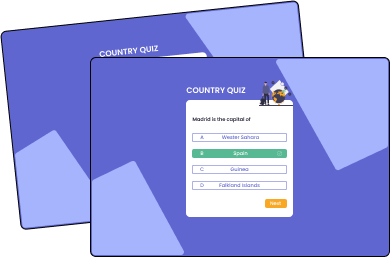 COUNTRY QUIZ
COUNTRY QUIZ
Madrid is the capital of
A Wester Sahara
B Spain
C Guinea
D Falkland Islands
Next